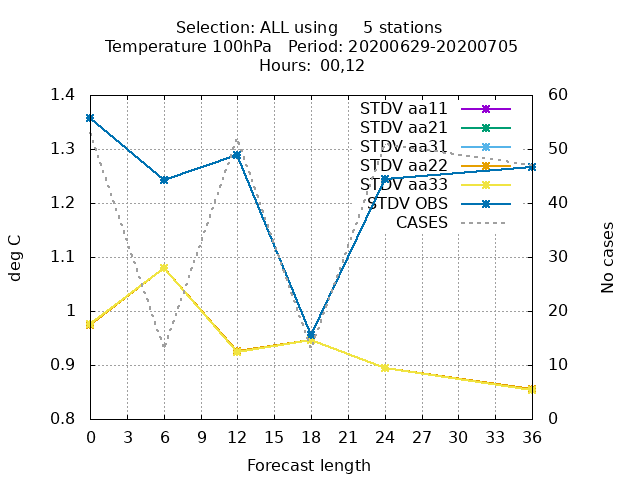 Selection: ALL using     5 stations
Temperature 100hPa   Period: 20200629-20200705
Hours: 00,12
1.4
1.3
1.2
1.1
1
0.9
0.8
deg C
STDV aa11
STDV aa21
STDV aa31
STDV aa22
STDV aa33
STDV OBS
CASES
60
50
40
30
20
10
0
No cases
0 3 6 9 12 15 18 21 24 27 30 33 36
Forecast length